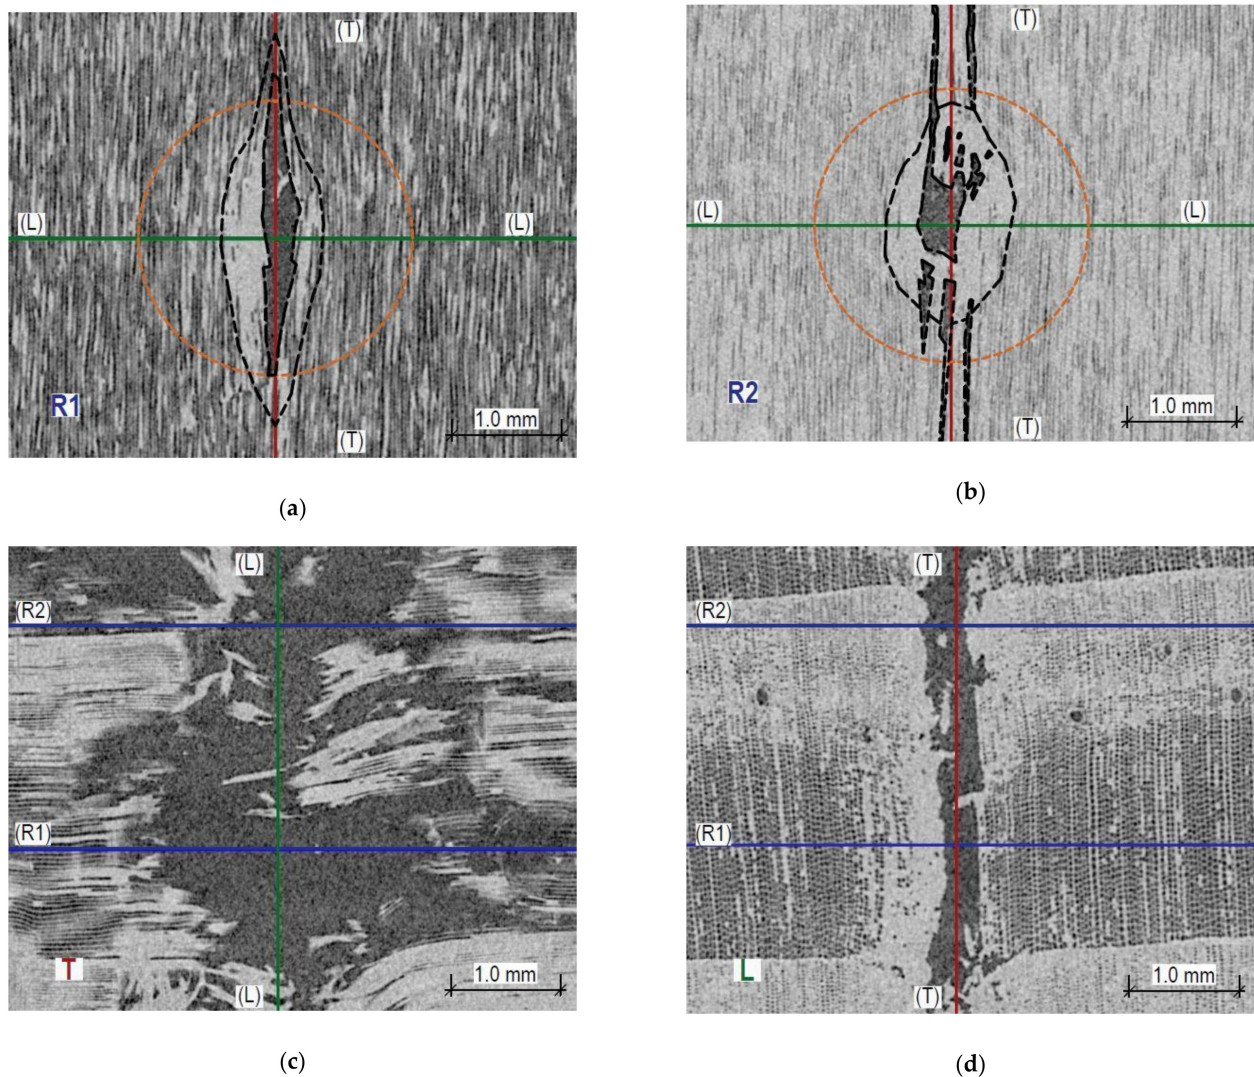 (T)
(L)
(L)
R1
1.0 mm
(T)
(a)
(T)
(L)
(L)
R2
1.0 mm
(T)
(b)
(L)
(R2)
(R1)
T
1.0 mm
(L)
(c)
(T)
(R2)
(R1)
L
1.0 mm
(T)
(d)